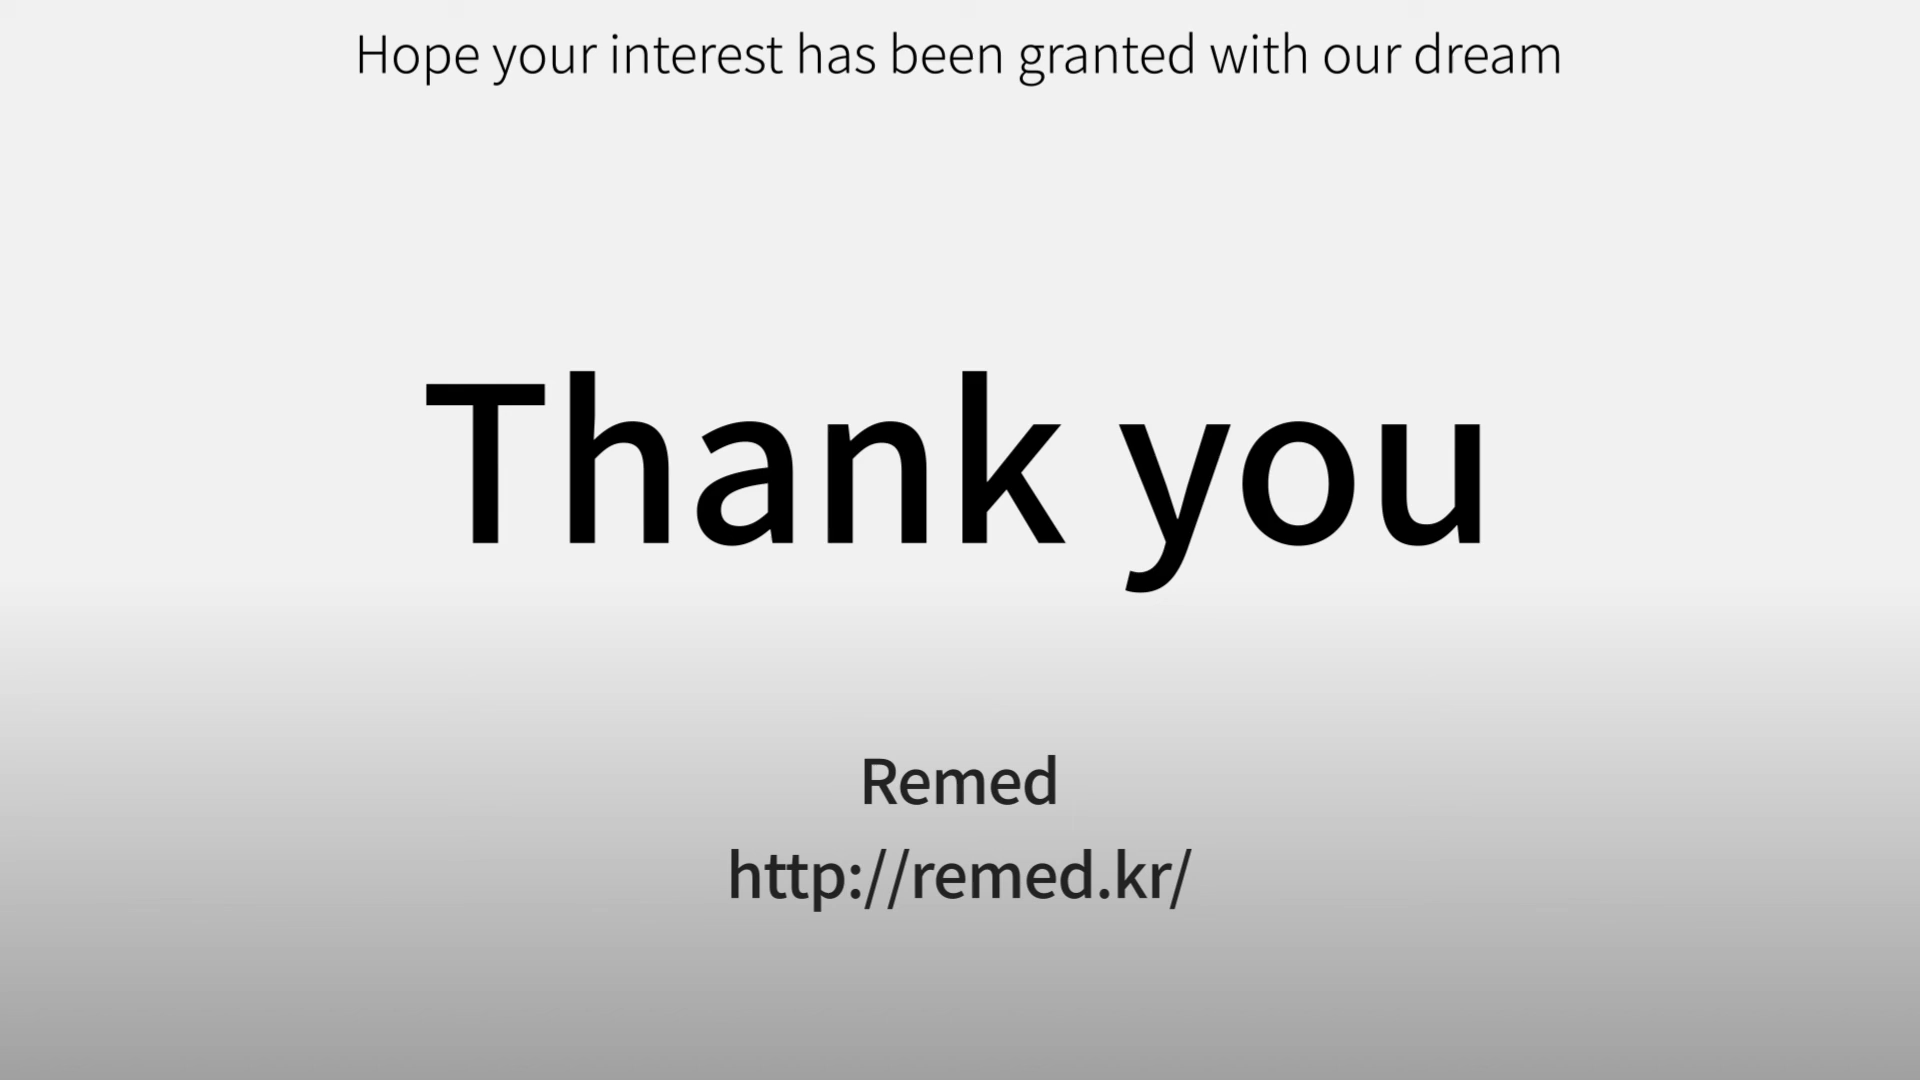 Hope your interest has been granted with our dream
Thank you
Remed
http://remed.kr/